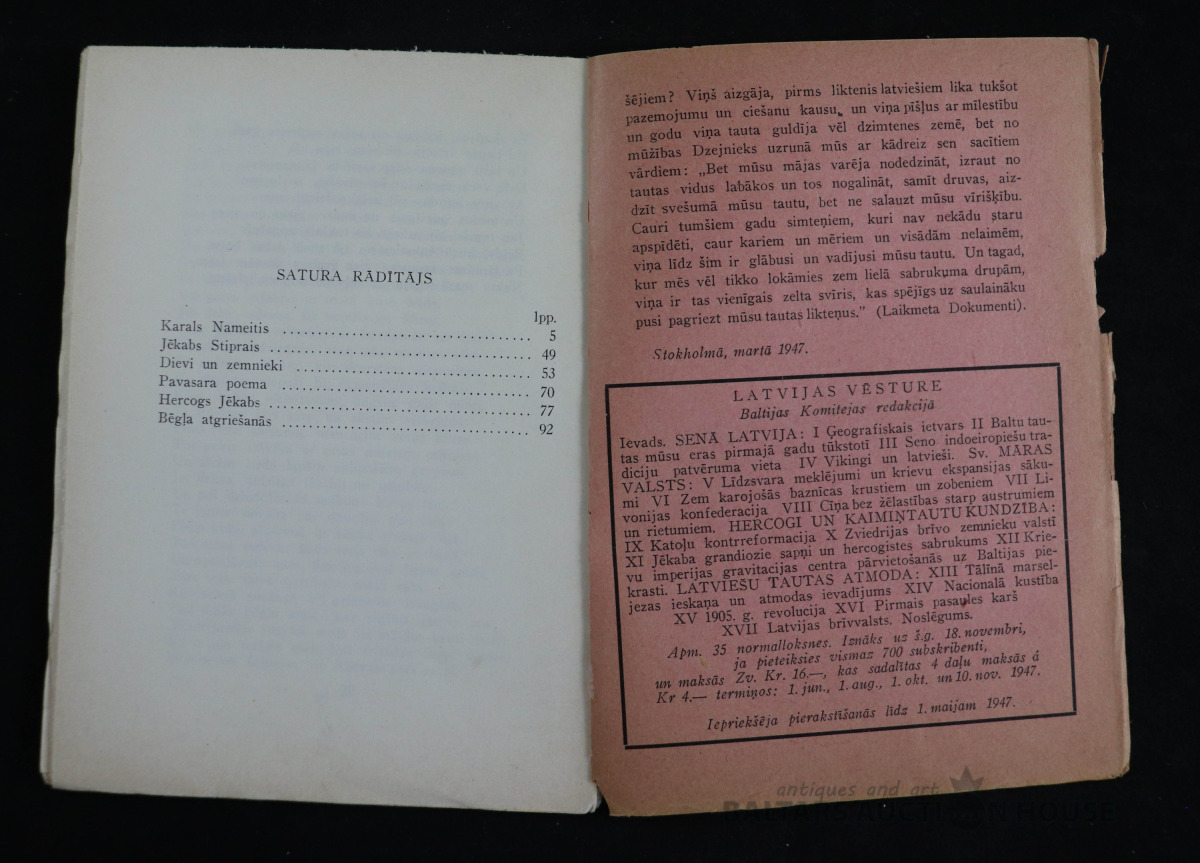 SATURA RĀDĪTĀJS
lpp.
Karals Nameitis ........................................ 5
Jēkabs Stiprais ........................................ 49
Dievi un zemnieki ........................................ 53
Pavasara poema ........................................ 70
Hercogs Jēkabs ........................................ 77
Bēgļa atgriešanās ........................................ 92
šējiem? Viņš aizgāja, pirms liktenis latviešiem lika tukšot
pazemojumu un ciešanu kausu, un viņa pīšļus ar mīlestību
un godu viņa tauta guldīja vēl dzimtenes zemē, bet no
mūžības Dzejnieks uzrunā mūs ar kādreiz sen sacītiem
vārdiem: „Bet mūsu mājas varēja nodedzināt, izraut no
tautas vidus labākos un tos nogalināt, samīt druvas, aiz-
dzīt svešumā mūsu tautu, bet ne salauzt mūsu vīrišķību.
Cauri tumšiem gadu simteņiem, kuri nav nekādu staru
apspīdēti, caur kariem un mēriem un visādām nelaimēm,
viņa līdz šim ir glābusi un vadījusi mūsu tautu. Un tagad,
kur mēs vēl tikko lokāmies zem lielā sabrukuma drupām,
viņa ir tas vienīgais zelta svīris, kas spējīgs uz saulaināku
pusi pagriezt mūsu tautas likteņus.” (Laikmeta Dokumenti).
Stokholmā, martā 1947.
LATVIJAS VĒSTURE
Baltijas Komitejas redakcijā
Ievads. SENĀ LATVIJA: I Ģeografiskais ietvars II Baltu tau-
tas mūsu eras pirmajā gadu tūkstotī III Seno indoeiropiešu tra-
diciju patvēruma vieta IV Vikingi un latvieši. Sv. MĀRAS
VALSTS: V Līdzsvara meklējumi un krievu ekspansijas sāku-
mi VI Zem karojošās baznīcas krustiem un zobeniem VII Li-
vonijas konfederacija VIII Cīņa bez žēlastības starp austrumiem
un rietumiem. HERCOGI UN KAIMIŅTAUTU KUNDZĪBA:
IX Katoļu kontrreformacija X Zviedrijas brīvo zemnieku valstī
XI Jēkaba grandiozie sapņi un hercogistes sabrukums XII Krie-
vu imperijas gravitacijas centra pārvietošanās uz Baltijas pie-
krasti. LATVIEŠU TAUTAS ATMODA: XIII Tālīnā marsel-
jezas ieskaņa un atmodas ievadījums XIV Nacionalā kustība
XV 1905. g. revolucija XVI Pirmais pasaules karš
XVII Latvijas brīvvalsts. Noslēgums.
Apm. 35 normalloksnes. Iznāks uz š.g. 18. novembri,
ja pieteiksies vismaz 700 subskribenti,
un maksās Zv. Kr. 16.—, kas sadalītas 4 daļu maksās á
Kr 4.— termiņos: 1. jun., 1. aug., 1. okt. un 10. nov. 1947.
Iepriekšēja pierakstīšanās līdz 1. maijam 1947.
antiques and art
BALTARS AUCTION HOUSE